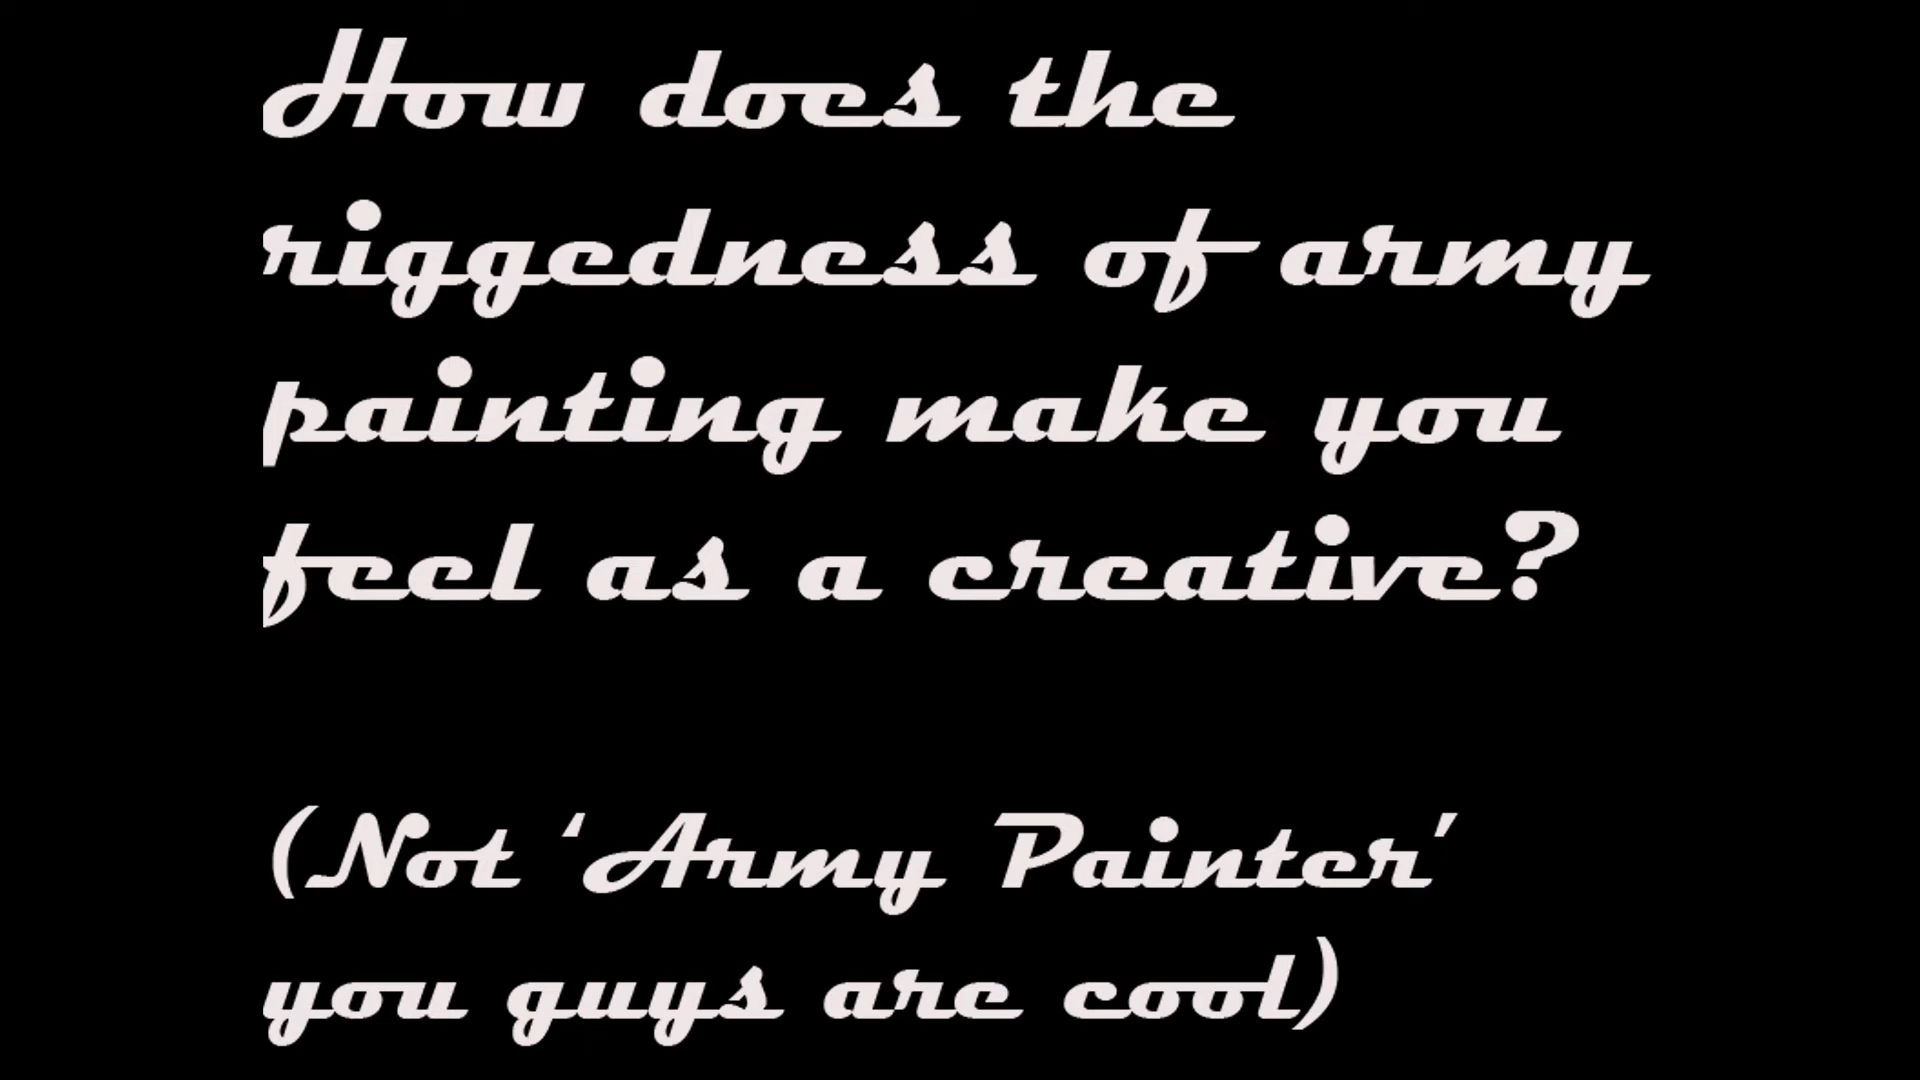 How does the
riggedness of army
painting make you
feel as a creative?
(Not ‘Army Painter’
you guys are cool)